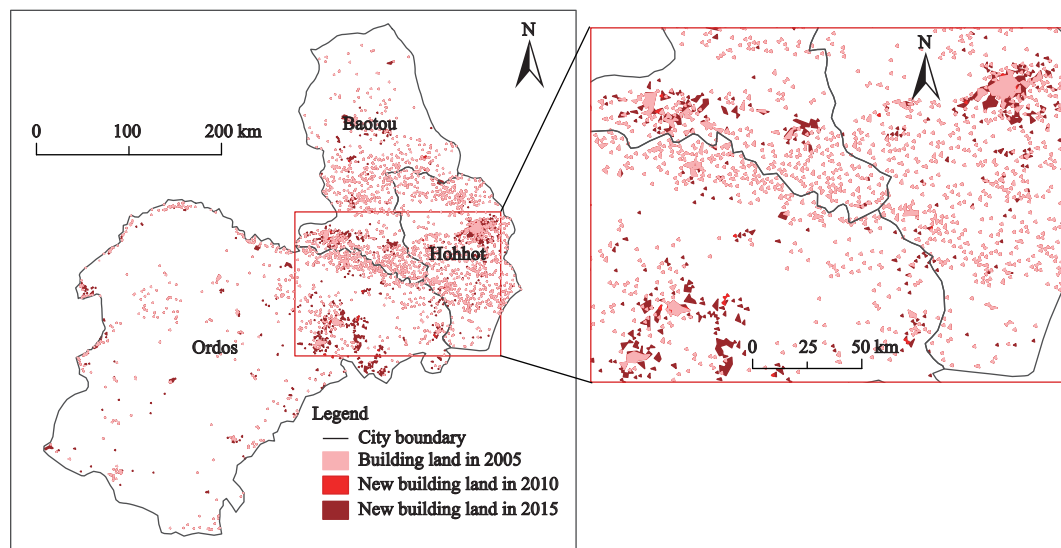 N
0 100 200 km
Baotou
Hohhot
Ordos
Legend
City boundary
Building land in 2005
New building land in 2010
New building land in 2015
N
0 25 50 km